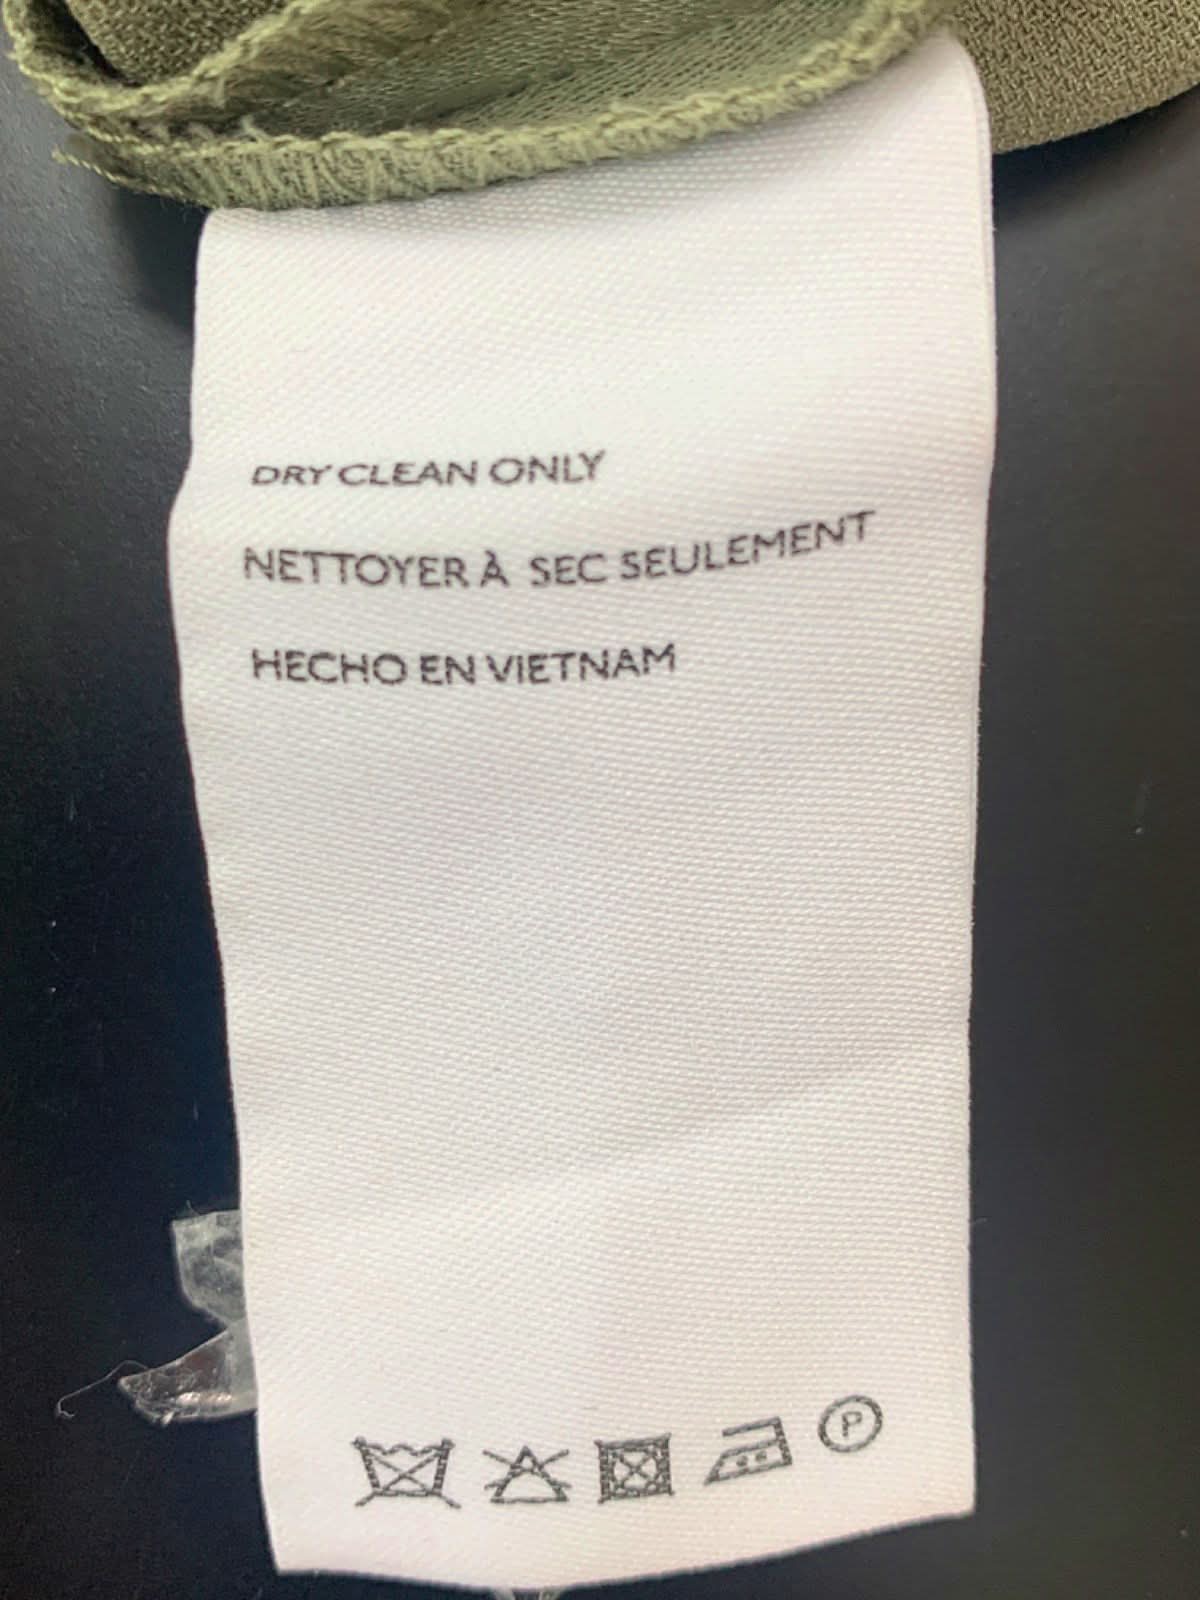 DRY CLEAN ONLY
NETTOYER À SEC SEULEMENT
HECHO EN VIETNAM
P